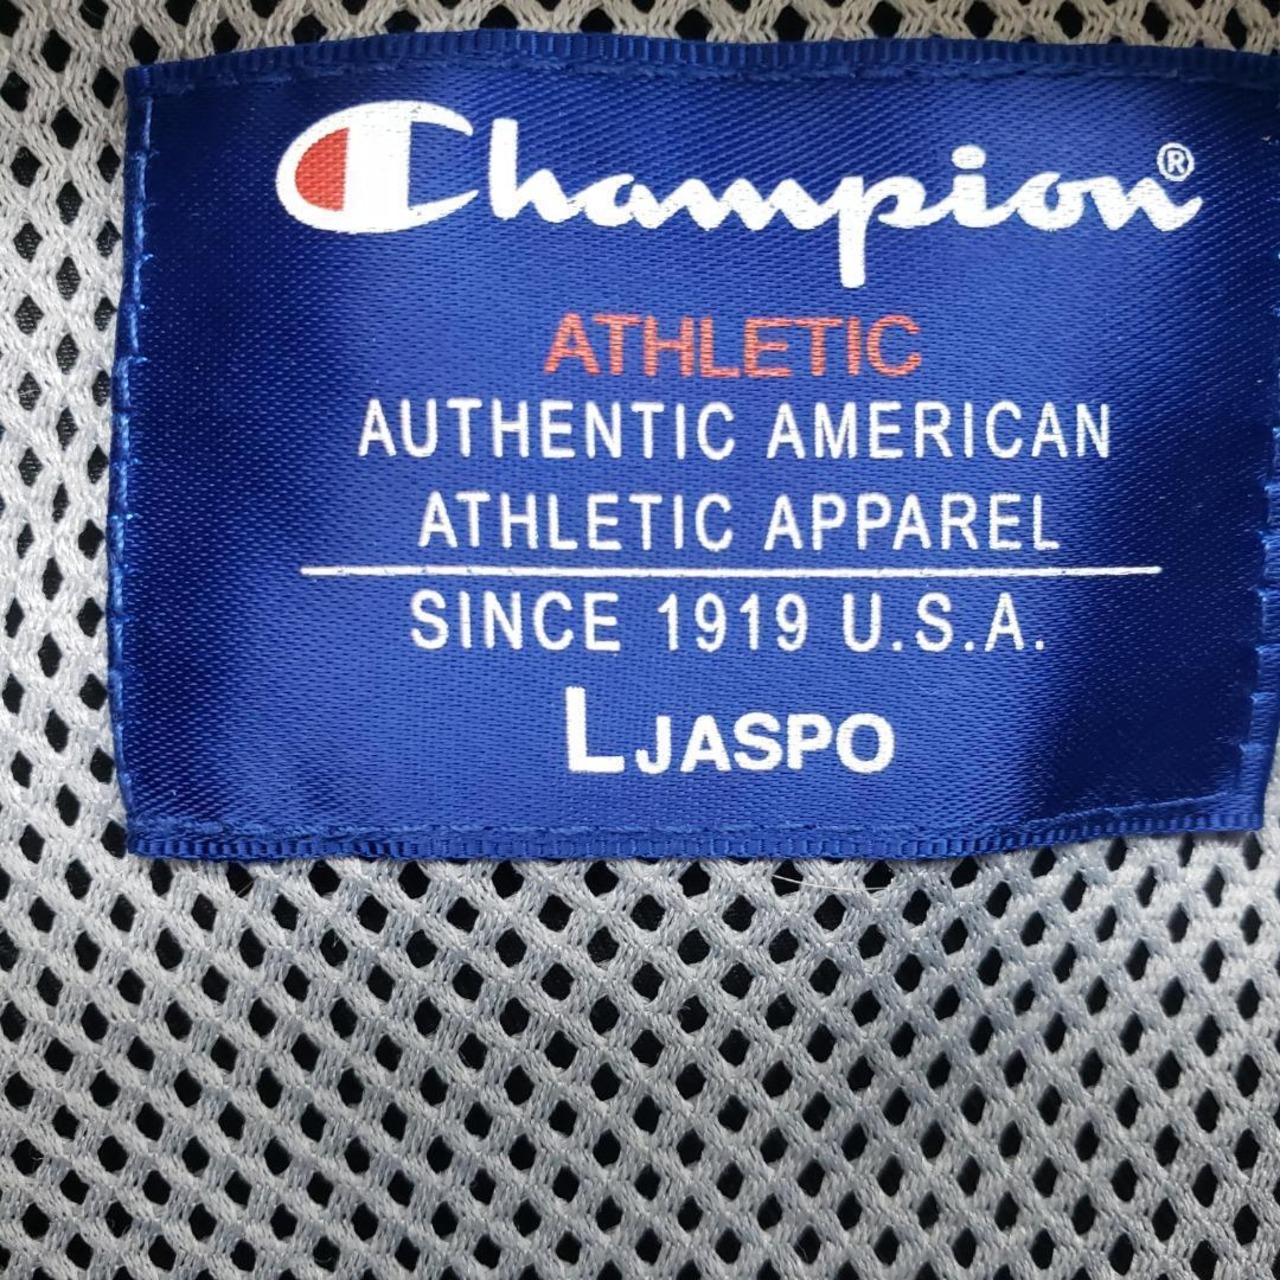 Champion®
ATHLETIC
AUTHENTIC AMERICAN
ATHLETIC APPAREL
SINCE 1919 U.S.A.
L JASPO